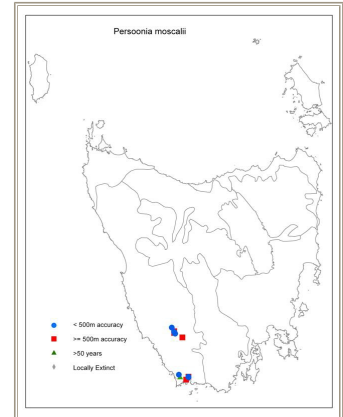 Persoonia moscalii
< 500m accuracy
>= 500m accuracy
>50 years
Locally Extinct